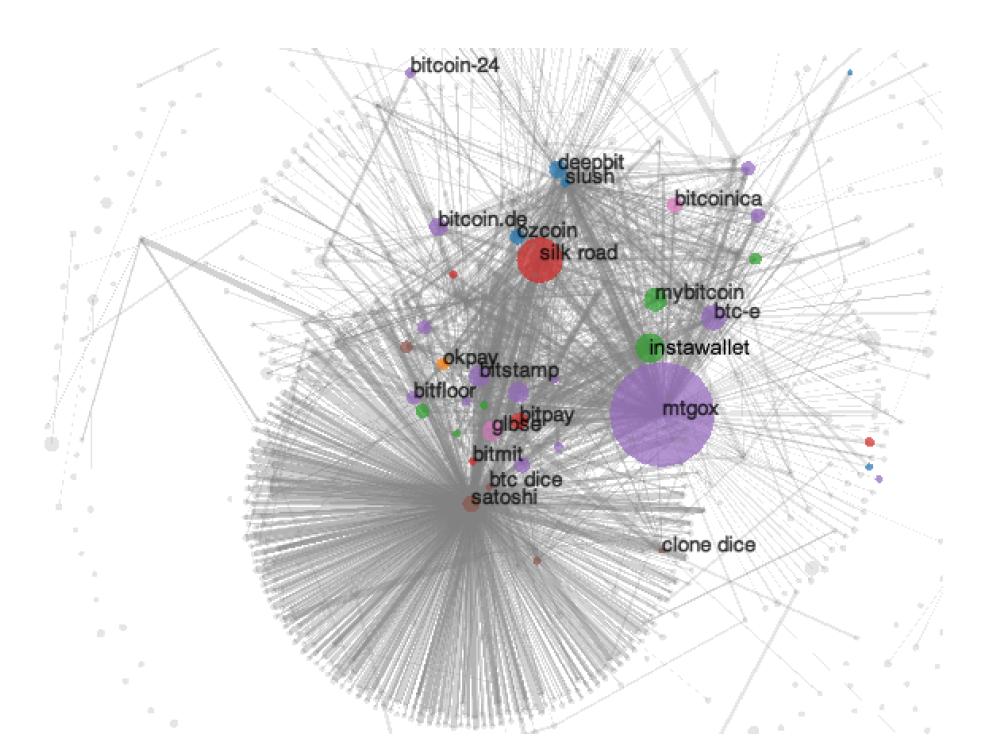 bitcoin-24
deepbit
slush
bitcoinica
bitcoin.de
ozcoin
silk road
mybitcoin
btc-e
instawallet
okpay
bitstamp
bitfloor
mtgox
bitpay
glbse
bitmit
btc dice
satoshi
clone dice